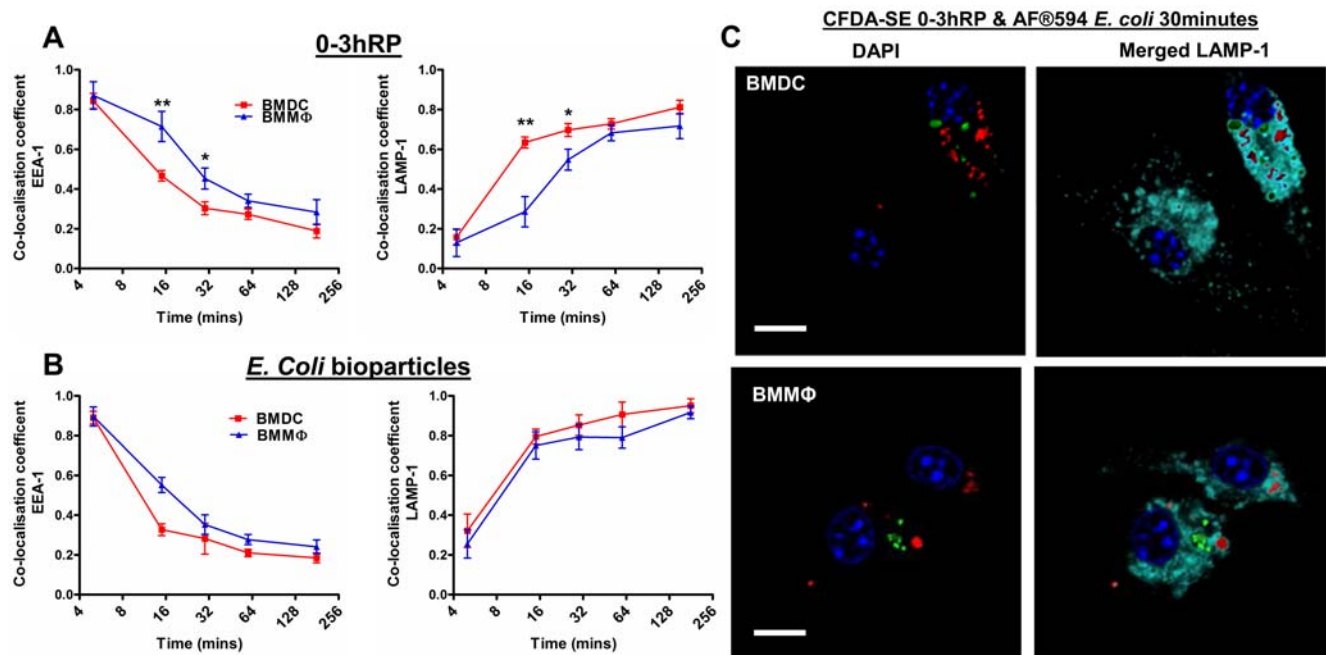 A
0-3hRP
Co-localisation coefficent
EEA-1
1.0
0.8
0.6
0.4
0.2
0.0
**
*
BMDC
BMMΦ
4 8 16 32 64 128 256
Time (mins)
Co-localisation coefficent
LAMP-1
1.0
0.8
0.6
0.4
0.2
0.0
**
*
4 8 16 32 64 128 256
Time (mins)
B
E. Coli bioparticles
Co-localisation coefficent
EEA-1
1.0
0.8
0.6
0.4
0.2
0.0
BMDC
BMMΦ
4 8 16 32 64 128 256
Time (mins)
Co-localisation coefficent
LAMP-1
1.0
0.8
0.6
0.4
0.2
0.0
4 8 16 32 64 128 256
Time (mins)
C
CFDA-SE 0-3hRP & AF®594 E. coli 30minutes
DAPI Merged LAMP-1
BMDC
BMMΦ